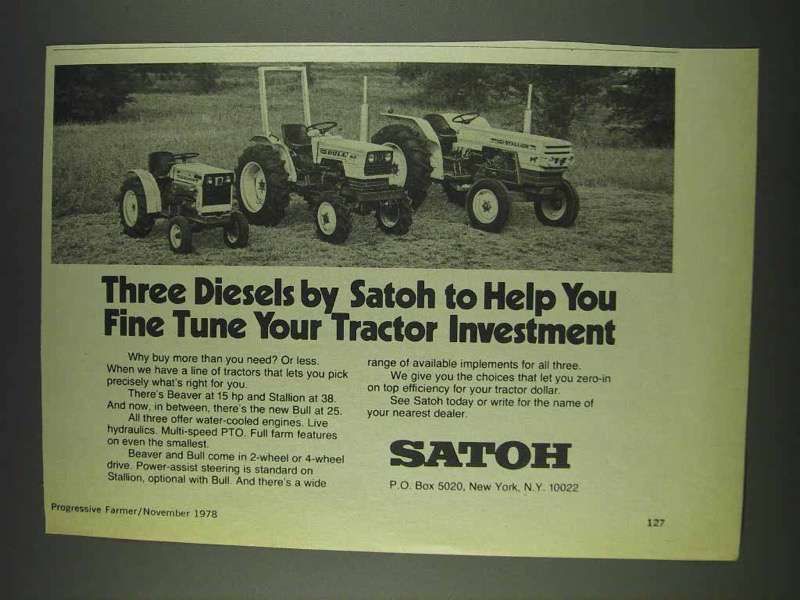 BULL
STALLION
Three Diesels by Satoh to Help You
Fine Tune Your Tractor Investment
Why buy more than you need? Or less.
When we have a line of tractors that lets you pick
precisely what's right for you.
There's Beaver at 15 hp and Stallion at 38.
And now, in between, there's the new Bull at 25.
All three offer water-cooled engines. Live
hydraulics. Multi-speed PTO. Full farm features
on even the smallest.
Beaver and Bull come in 2-wheel or 4-wheel
drive. Power-assist steering is standard on
Stallion, optional with Bull. And there's a wide
range of available implements for all three.
We give you the choices that let you zero-in
on top efficiency for your tractor dollar.
See Satoh today or write for the name of
your nearest dealer.
SATOH
P.O. Box 5020, New York, N.Y. 10022
Progressive Farmer/November 1978
127